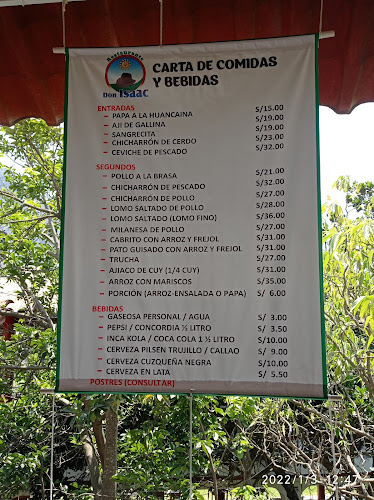 Restaurante
Don Isaac
CARTA DE COMIDAS
Y BEBIDAS
ENTRADAS
– PAPA A LA HUANCAINA S/15.00
– AJI DE GALLINA S/19.00
– SANGRECITA S/19.00
– CHICHARRÓN DE CERDO S/23.00
– CEVICHE DE PESCADO S/32.00
SEGUNDOS
– POLLO A LA BRASA S/21.00
– CHICHARRÓN DE PESCADO S/32.00
– CHICHARRÓN DE POLLO S/27.00
– LOMO SALTADO DE POLLO S/28.00
– LOMO SALTADO (LOMO FINO) S/36.00
– MILANESA DE POLLO S/27.00
– CABRITO CON ARROZ Y FREJOL S/31.00
– PATO GUISADO CON ARROZ Y FREJOL S/31.00
– TRUCHA S/27.00
– AJIACO DE CUY (1/4 CUY) S/31.00
– ARROZ CON MARISCOS S/35.00
– PORCIÓN (ARROZ-ENSALADA O PAPA) S/ 6.00
BEBIDAS
– GASEOSA PERSONAL / AGUA S/ 3.00
– PEPSI / CONCORDIA ½ LITRO S/ 3.50
– INCA KOLA / COCA COLA 1 ½ LITRO S/10.00
– CERVEZA PILSEN TRUJILLO / CALLAO S/ 9.00
– CERVEZA CUZQUEÑA NEGRA S/10.00
– CERVEZA EN LATA S/ 5.50
POSTRES (CONSULTAR)
2022/1/3 12:47